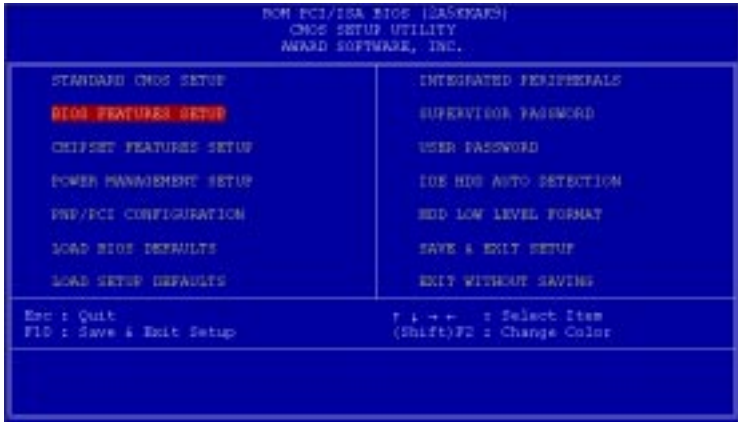 ROM PCI/ISA BIOS (2A5KKAK9)
CMOS SETUP UTILITY
AWARD SOFTWARE, INC.
STANDARD CMOS SETUP
BIOS FEATURES SETUP
CHIPSET FEATURES SETUP
POWER MANAGEMENT SETUP
PNP/PCI CONFIGURATION
LOAD BIOS DEFAULTS
LOAD SETUP DEFAULTS
INTEGRATED PERIPHERALS
SUPERVISOR PASSWORD
USER PASSWORD
IDE HDD AUTO DETECTION
HDD LOW LEVEL FORMAT
SAVE & EXIT SETUP
EXIT WITHOUT SAVING
Esc : Quit
F10 : Save & Exit Setup
↑ ↓ → ← : Select Item
(Shift)F2 : Change Color